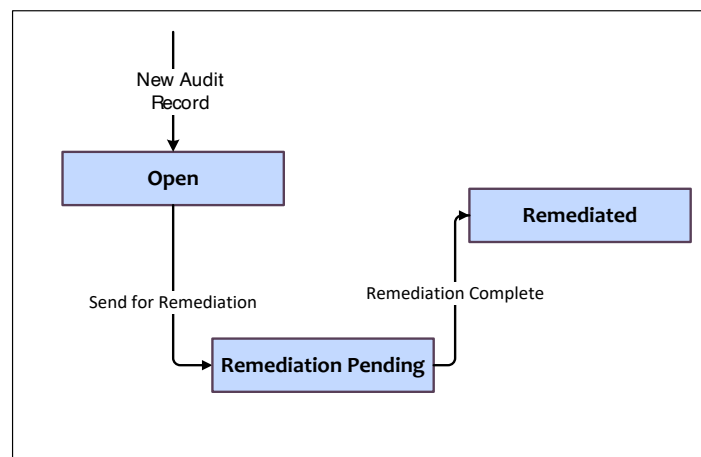 New Audit
Record
Open
Remediated
Remediation Complete
Send for Remediation
Remediation Pending